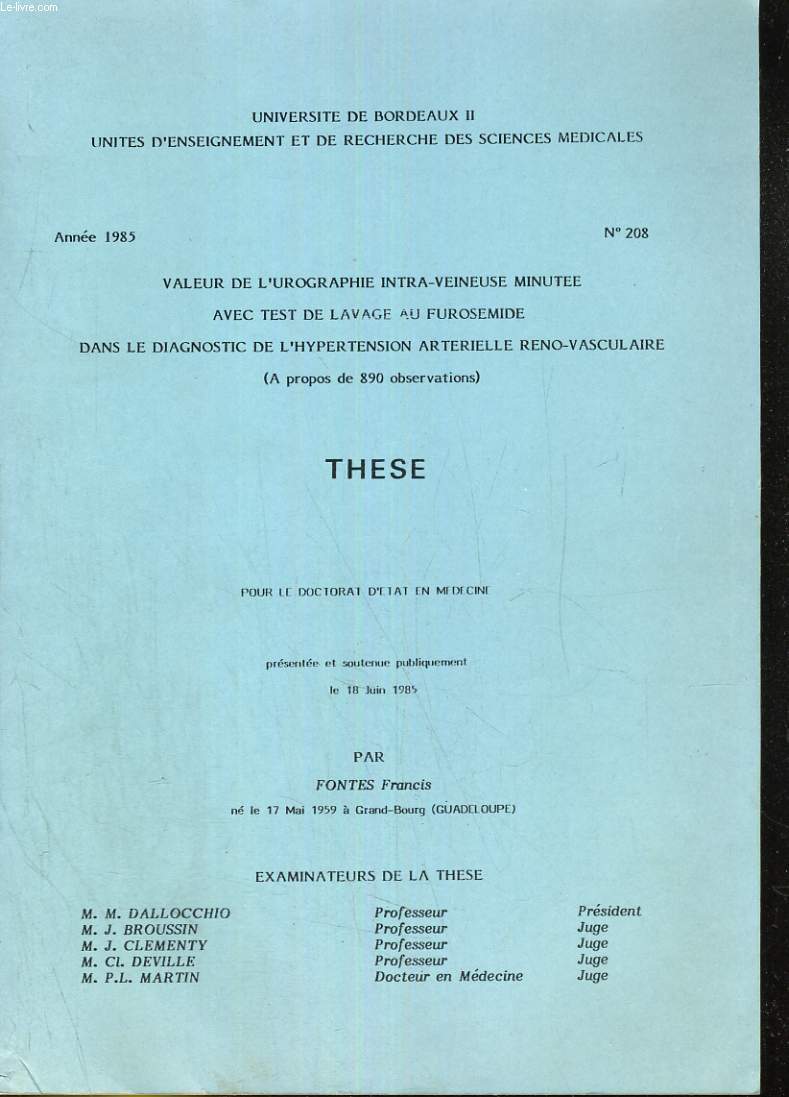 Le-livre.com
UNIVERSITE DE BORDEAUX II
UNITES D'ENSEIGNEMENT ET DE RECHERCHE DES SCIENCES MEDICALES
Année 1985 N° 208
VALEUR DE L'UROGRAPHIE INTRA-VEINEUSE MINUTEE
AVEC TEST DE LAVAGE AU FUROSEMIDE
DANS LE DIAGNOSTIC DE L'HYPERTENSION ARTERIELLE RENO-VASCULAIRE
(A propos de 890 observations)
THESE
POUR LE DOCTORAT D'ETAT EN MEDECINE
présentée et soutenue publiquement
le 18 Juin 1985
PAR
FONTES Francis
né le 17 Mai 1959 à Grand-Bourg (GUADELOUPE)
EXAMINATEURS DE LA THESE
M. M. DALLOCCHIO Professeur Président
M. J. BROUSSIN Professeur Juge
M. J. CLEMENTY Professeur Juge
M. Cl. DEVILLE Professeur Juge
M. P.L. MARTIN Docteur en Médecine Juge